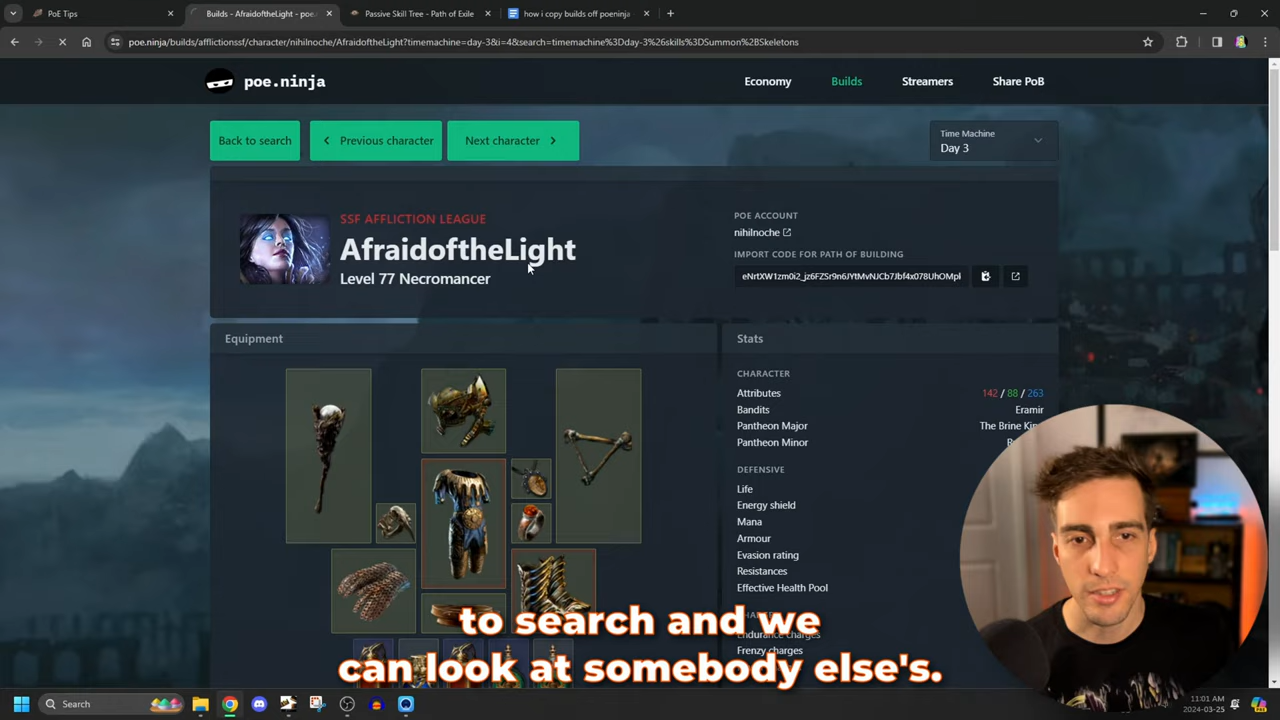 PoE Tips
Builds - AfraidoftheLight - poe.
Passive Skill Tree - Path of Exile
how i copy builds off poeninja
poe.ninja/builds/afflictionssf/character/nihilnoche/AfraidoftheLight?timemachine=day-3&i=4&search=timemachine%3Dday-3%26skills%3DSummon%2BSkeletons
poe.ninja
Economy
Builds
Streamers
Share PoB
Back to search
Previous character
Next character
Time Machine
Day 3
SSF AFFLICTION LEAGUE
AfraidoftheLight
Level 77 Necromancer
POE ACCOUNT
nihilnoche
IMPORT CODE FOR PATH OF BUILDING
Equipment
Stats
CHARACTER
Attributes 142 / 88 / 263
Bandits Eramir
Pantheon Major The Brine Kin
Pantheon Minor
DEFENSIVE
Life
Energy shield
Mana
Armour
Evasion rating
Resistances
Effective Health Pool
Endurance charges
Frenzy charges
to search and we
can look at somebody else's.
Search
11:01 AM
2024-03-25